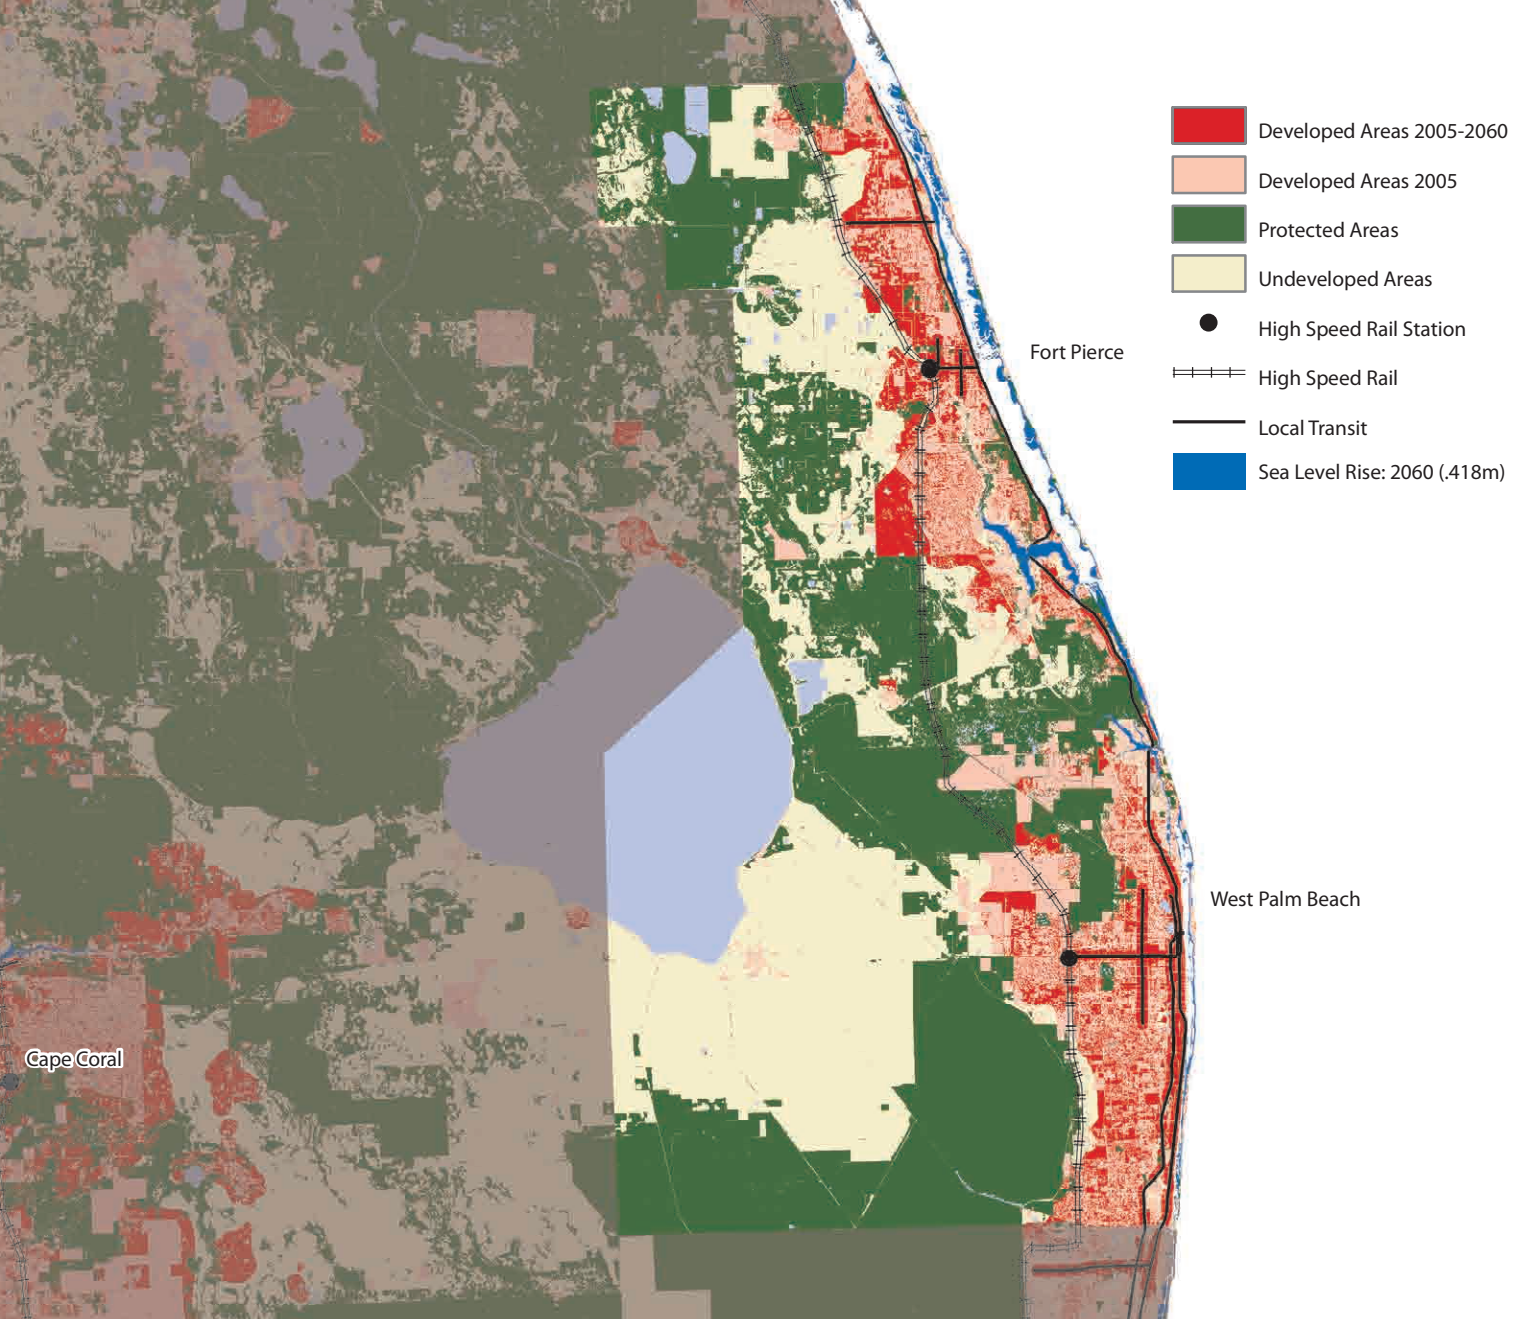 Developed Areas 2005-2060
Developed Areas 2005
Protected Areas
Undeveloped Areas
High Speed Rail Station
Fort Pierce
High Speed Rail
Local Transit
Sea Level Rise: 2060 (.418m)
West Palm Beach
Cape Coral